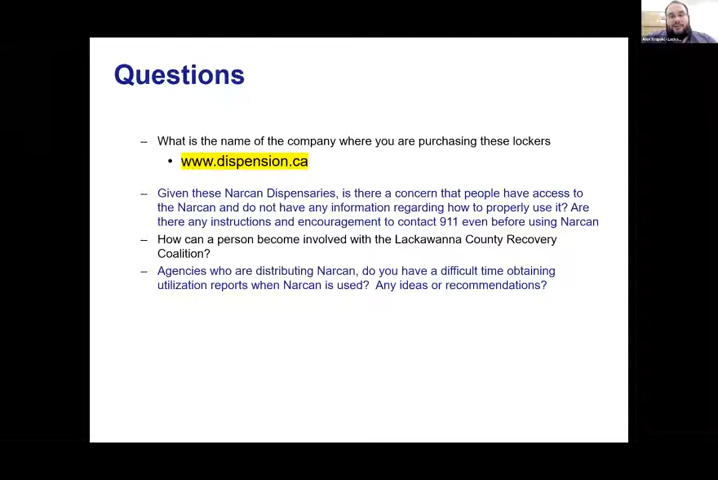 Questions
– What is the name of the company where you are purchasing these lockers
• www.dispension.ca
– Given these Narcan Dispensaries, is there a concern that people have access to
the Narcan and do not have any information regarding how to properly use it? Are
there any instructions and encouragement to contact 911 even before using Narcan
– How can a person become involved with the Lackawanna County Recovery
Coalition?
– Agencies who are distributing Narcan, do you have a difficult time obtaining
utilization reports when Narcan is used? Any ideas or recommendations?